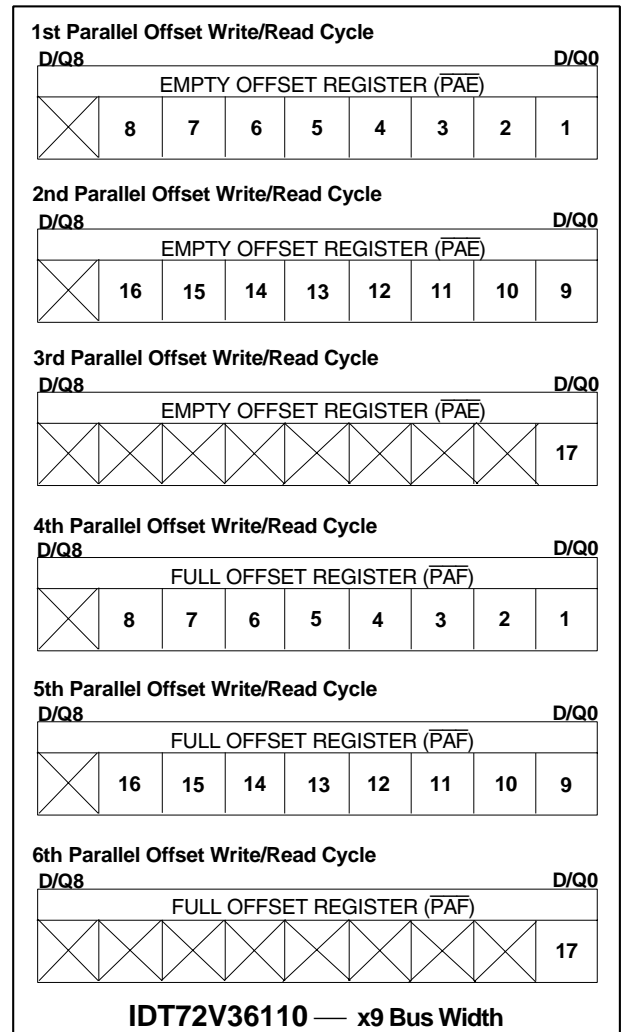 1st Parallel Offset Write/Read Cycle
D/Q8 D/Q0
EMPTY OFFSET REGISTER (PAE)
8 7 6 5 4 3 2 1
2nd Parallel Offset Write/Read Cycle
D/Q8 D/Q0
EMPTY OFFSET REGISTER (PAE)
16 15 14 13 12 11 10 9
3rd Parallel Offset Write/Read Cycle
D/Q8 D/Q0
EMPTY OFFSET REGISTER (PAE)
17
4th Parallel Offset Write/Read Cycle
D/Q8 D/Q0
FULL OFFSET REGISTER (PAF)
8 7 6 5 4 3 2 1
5th Parallel Offset Write/Read Cycle
D/Q8 D/Q0
FULL OFFSET REGISTER (PAF)
16 15 14 13 12 11 10 9
6th Parallel Offset Write/Read Cycle
D/Q8 D/Q0
FULL OFFSET REGISTER (PAF)
17
IDT72V36110 — x9 Bus Width